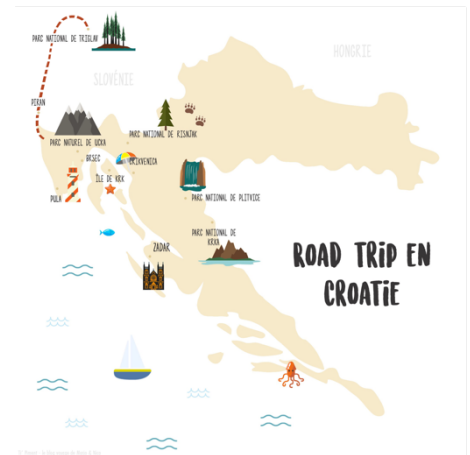 PARC NATIONAL DE TRIGLAV
HONGRIE
SLOVÉNIE
PIRAN
PARC NATIONAL DE RISNJAK
PARC NATUREL DE UCKA
BRSEC
CRIKVENICA
ÎLE DE KRK
PULA
PARC NATIONAL DE PLITVICE
PARC NATIONAL DE
KRKA
ZADAR
ROAD TRIP EN
CROATIE